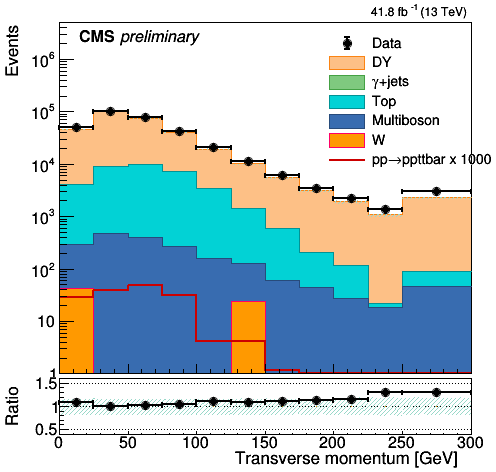 41.8 fb⁻¹ (13 TeV)
CMS preliminary
Data
DY
γ+jets
Top
Multiboson
W
pp→ppttbar x 1000
Events
10⁶
10⁵
10⁴
10³
10²
10
1
Ratio
1.5
1
0.5
0 50 100 150 200 250 300
Transverse momentum [GeV]